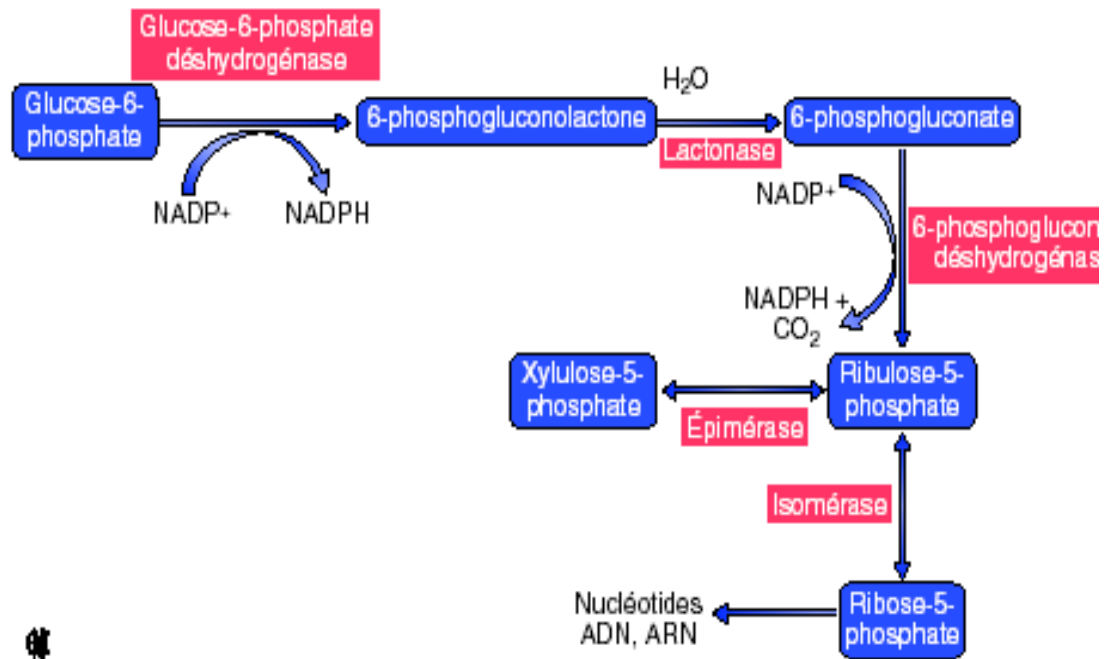 Glucose-6-phosphate
déshydrogénase
Glucose-6-
phosphate
6-phosphogluconolactone
H₂O
Lactonase
6-phosphogluconate
NADP+
NADPH
NADP+
6-phosphoglucon
déshydrogénas
NADPH +
CO₂
Xylulose-5-
phosphate
Épimérase
Ribulose-5-
phosphate
Isomérase
Nucléotides
ADN, ARN
Ribose-5-
phosphate